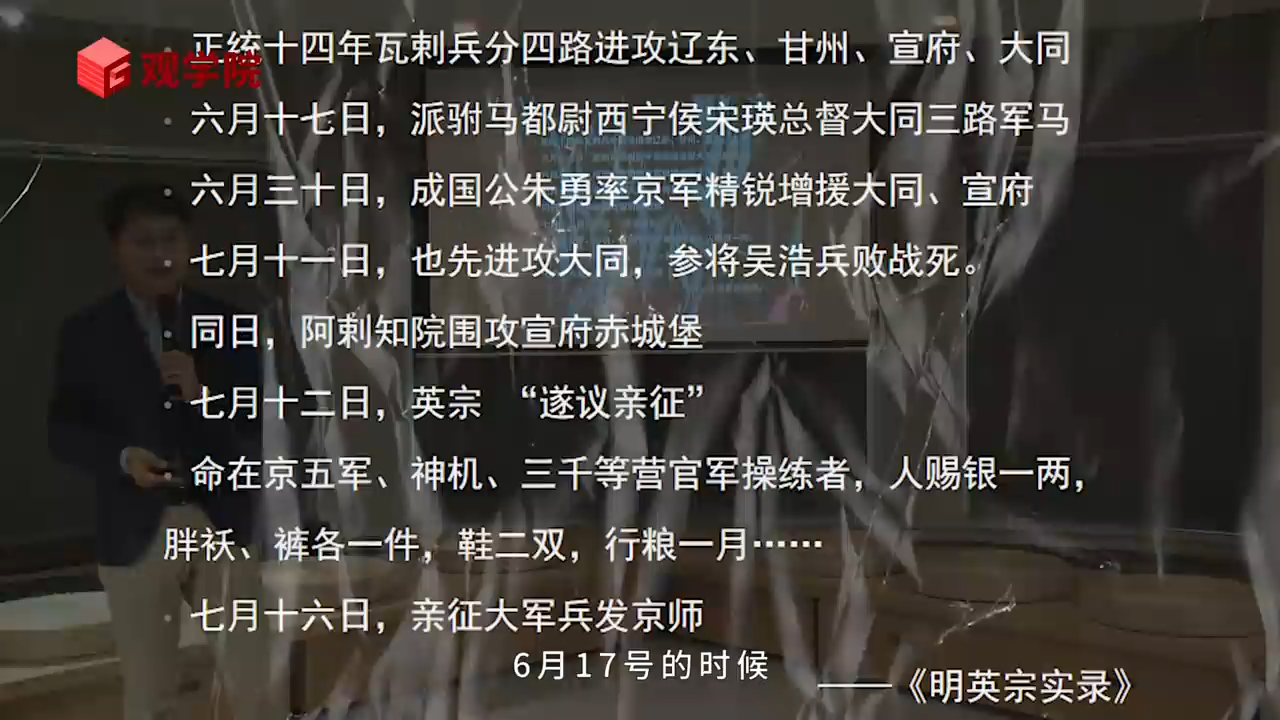 正统十四年瓦剌兵分四路进攻辽东、甘州、宣府、大同
观学院
六月十七日，派驸马都尉西宁侯宋瑛总督大同三路军马
六月三十日，成国公朱勇率京军精锐增援大同、宣府
七月十一日，也先进攻大同，参将吴浩兵败战死。
同日，阿剌知院围攻宣府赤城堡
七月十二日，英宗 “遂议亲征”
命在京五军、神机、三千等营官军操练者，人赐银一两，
胖袄、裤各一件，鞋二双，行粮一月……
七月十六日，亲征大军兵发京师
6月17号的时候
——《明英宗实录》